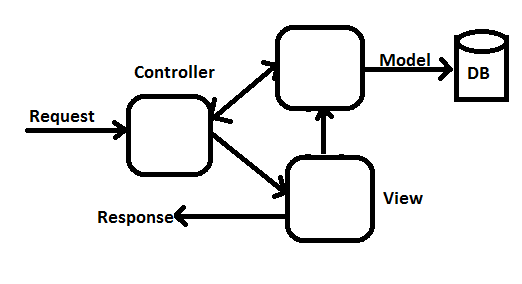 Model
DB
Controller
Request
View
Response